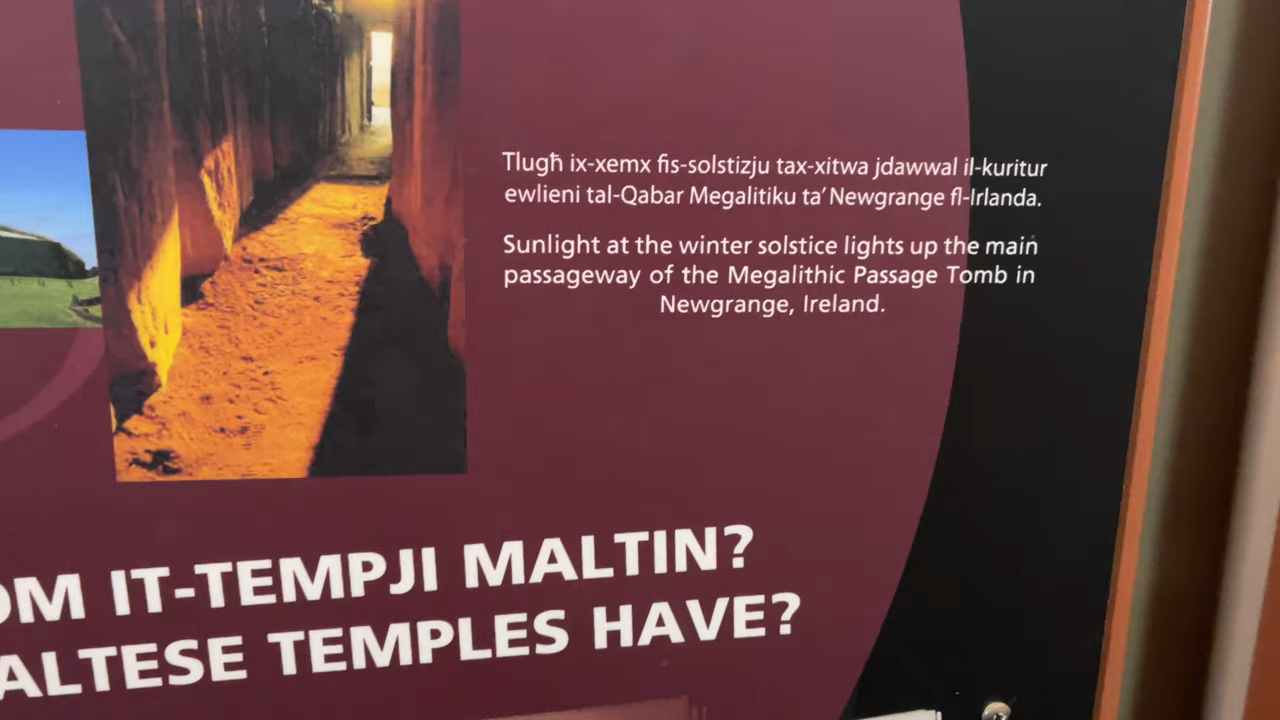 Tlugħ ix-xemx fis-solstizju tax-xitwa jdawwal il-kuritur
ewlieni tal-Qabar Megalitiku ta' Newgrange fl-Irlanda.
Sunlight at the winter solstice lights up the main
passageway of the Megalithic Passage Tomb in
Newgrange, Ireland.
IT-TEMPJI MALTIN?
TEMPLES HAVE?